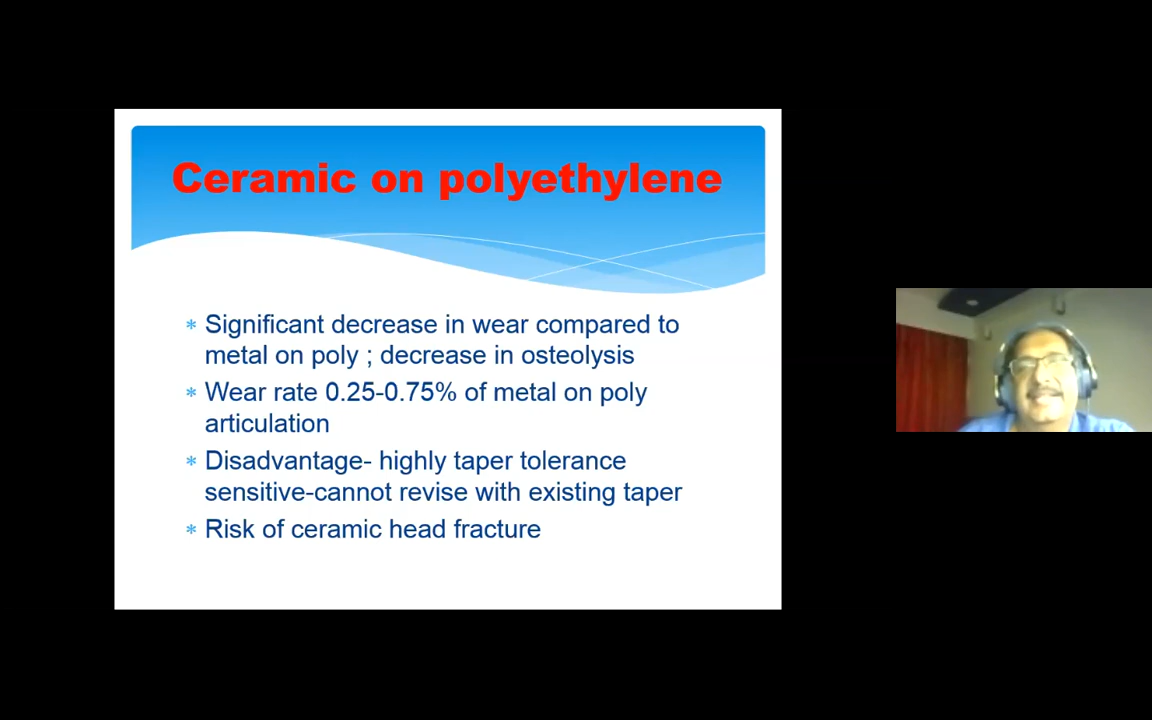 Ceramic on polyethylene
* Significant decrease in wear compared to
metal on poly ; decrease in osteolysis
* Wear rate 0.25-0.75% of metal on poly
articulation
* Disadvantage- highly taper tolerance
sensitive-cannot revise with existing taper
* Risk of ceramic head fracture